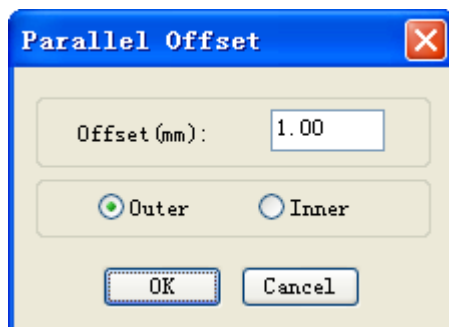 Parallel Offset
Offset(mm): 1.00
Outer Inner
OK Cancel